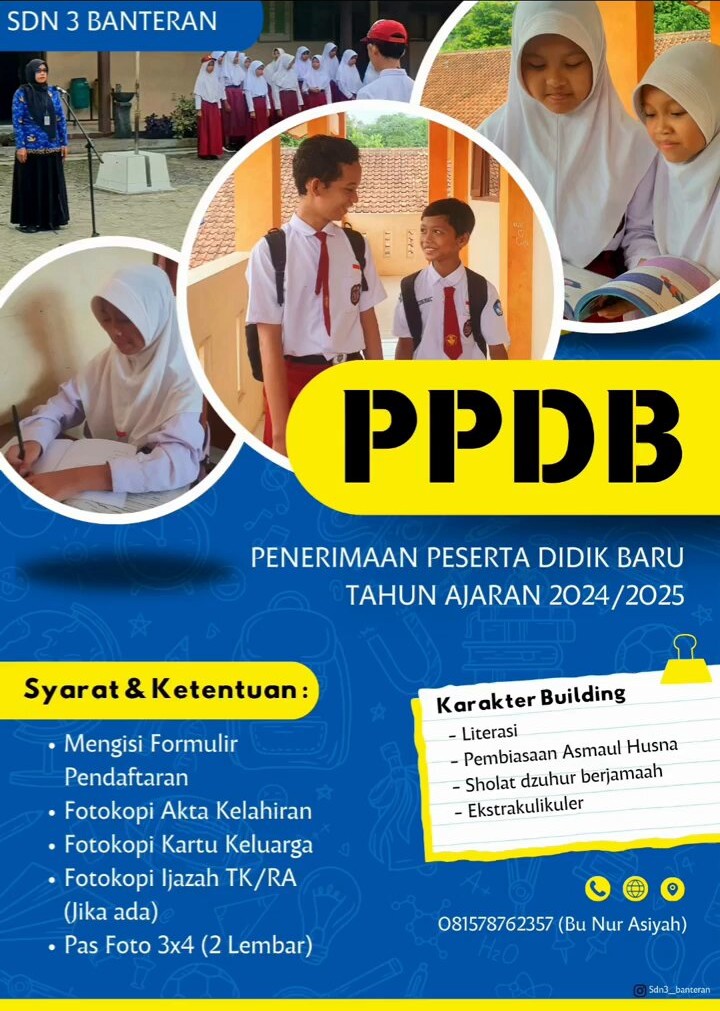 SDN 3 BANTERAN
PPDB
PENERIMAAN PESERTA DIDIK BARU
TAHUN AJARAN 2024/2025
Syarat & Ketentuan :
• Mengisi Formulir
Pendaftaran
• Fotokopi Akta Kelahiran
• Fotokopi Kartu Keluarga
• Fotokopi Ijazah TK/RA
(Jika ada)
• Pas Foto 3x4 (2 Lembar)
Karakter Building
- Literasi
- Pembiasaan Asmaul Husna
- Sholat dzuhur berjamaah
- Ekstrakulikuler
081578762357 (Bu Nur Asiyah)
Sdn3_banteran